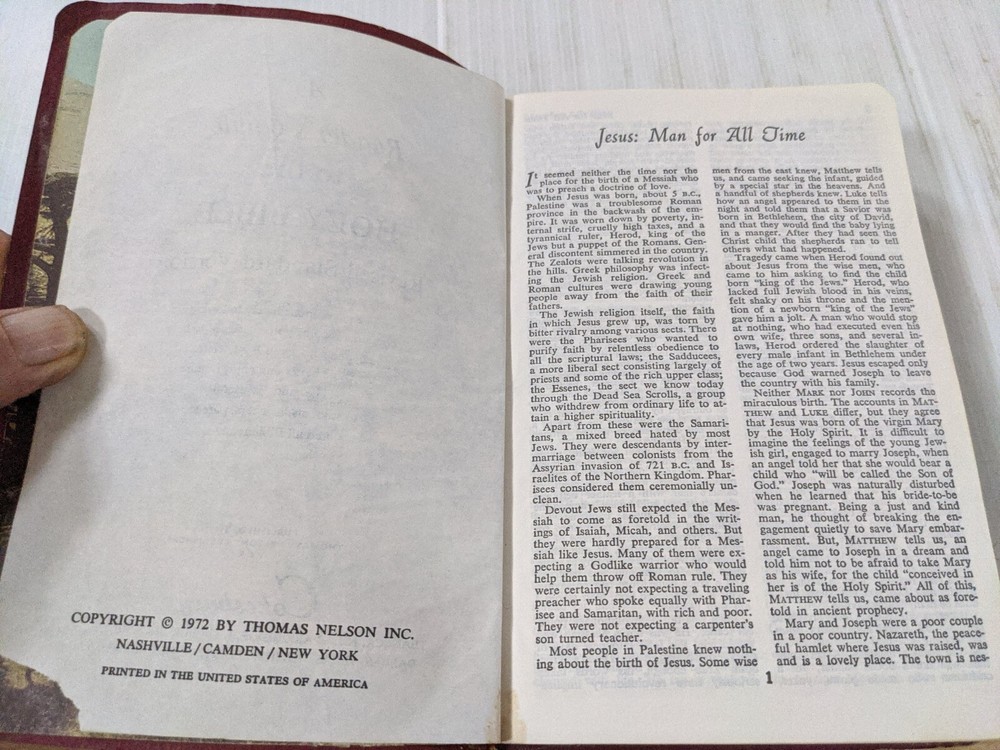 COPYRIGHT © 1972 BY THOMAS NELSON INC.
NASHVILLE/CAMDEN/NEW YORK
PRINTED IN THE UNITED STATES OF AMERICA
Jesus: Man for All Time
It seemed neither the time nor the
place for the birth of a Messiah who
was to preach a doctrine of love.
When Jesus was born, about 5 B.C.,
Palestine was a troublesome Roman
province in the backwash of the em-
pire. It was worn down by poverty, in-
ternal strife, cruelly high taxes, and a
tyrannical ruler, Herod, king of the
Jews but a puppet of the Romans. Gen-
eral discontent simmered in the country.
The Zealots were talking revolution in
the hills. Greek philosophy was infect-
ing the Jewish religion. Greek and
Roman cultures were drawing young
people away from the faith of their
fathers.
The Jewish religion itself, the faith
in which Jesus grew up, was torn by
bitter rivalry among various sects. There
were the Pharisees who wanted to
purify faith by relentless obedience to
all the scriptural laws; the Sadducees,
a more liberal sect consisting largely of
priests and some of the rich upper class;
the Essenes, the sect we know today
through the Dead Sea Scrolls, a group
who withdrew from ordinary life to at-
tain a higher spirituality.
Apart from these were the Samari-
tans, a mixed breed hated by most
Jews. They were descendants by inter-
marriage between colonists from the
Assyrian invasion of 721 B.C. and Is-
raelites of the Northern Kingdom. Phar-
isees considered them ceremonially un-
clean.
Devout Jews still expected the Mes-
siah to come as foretold in the writ-
ings of Isaiah, Micah, and others. But
they were hardly prepared for a Mes-
siah like Jesus. Many of them were ex-
pecting a Godlike warrior who would
help them throw off Roman rule. They
were certainly not expecting a traveling
preacher who spoke equally with Phar-
isee and Samaritan, with rich and poor.
They were not expecting a carpenter's
son turned teacher.
Most people in Palestine knew noth-
ing about the birth of Jesus. Some wise
men from the east knew, Matthew tells
us, and came seeking the infant, guided
by a special star in the heavens. And
a handful of shepherds knew. Luke tells
how an angel appeared to them in the
night and told them that a Savior was
born in Bethlehem, the city of David,
and that they would find the baby lying
in a manger. After they had seen the
Christ child the shepherds ran to tell
others what had happened.
Tragedy came when Herod found out
about Jesus from the wise men, who
came to him asking to find the child
born "king of the Jews." Herod, who
lacked full Jewish blood in his veins,
felt shaky on his throne and the men-
tion of a newborn "king of the Jews"
gave him a jolt. A man who would stop
at nothing, who had executed even his
own wife, three sons, and several in-
laws, Herod ordered the slaughter of
every male infant in Bethlehem under
the age of two years. Jesus escaped only
because God warned Joseph to leave
the country with his family.
Neither MARK nor JOHN records the
miraculous birth. The accounts in MAT-
THEW and LUKE differ, but they agree
that Jesus was born of the virgin Mary
by the Holy Spirit. It is difficult to
imagine the feelings of the young Jew-
ish girl, engaged to marry Joseph, when
an angel told her that she would bear a
child who "will be called the Son of
God." Joseph was naturally disturbed
when he learned that his bride-to-be
was pregnant. Being a just and kind
man, he thought of breaking the en-
gagement quietly to save Mary embar-
rassment. But, MATTHEW tells us, an
angel came to Joseph in a dream and
told him not to be afraid to take Mary
as his wife, for the child "conceived in
her is of the Holy Spirit." All of this,
MATTHEW tells us, came about as fore-
told in ancient prophecy.
Mary and Joseph were a poor couple
in a poor country. Nazareth, the peace-
ful hamlet where Jesus was raised, was
and is a lovely place. The town is nes-
1